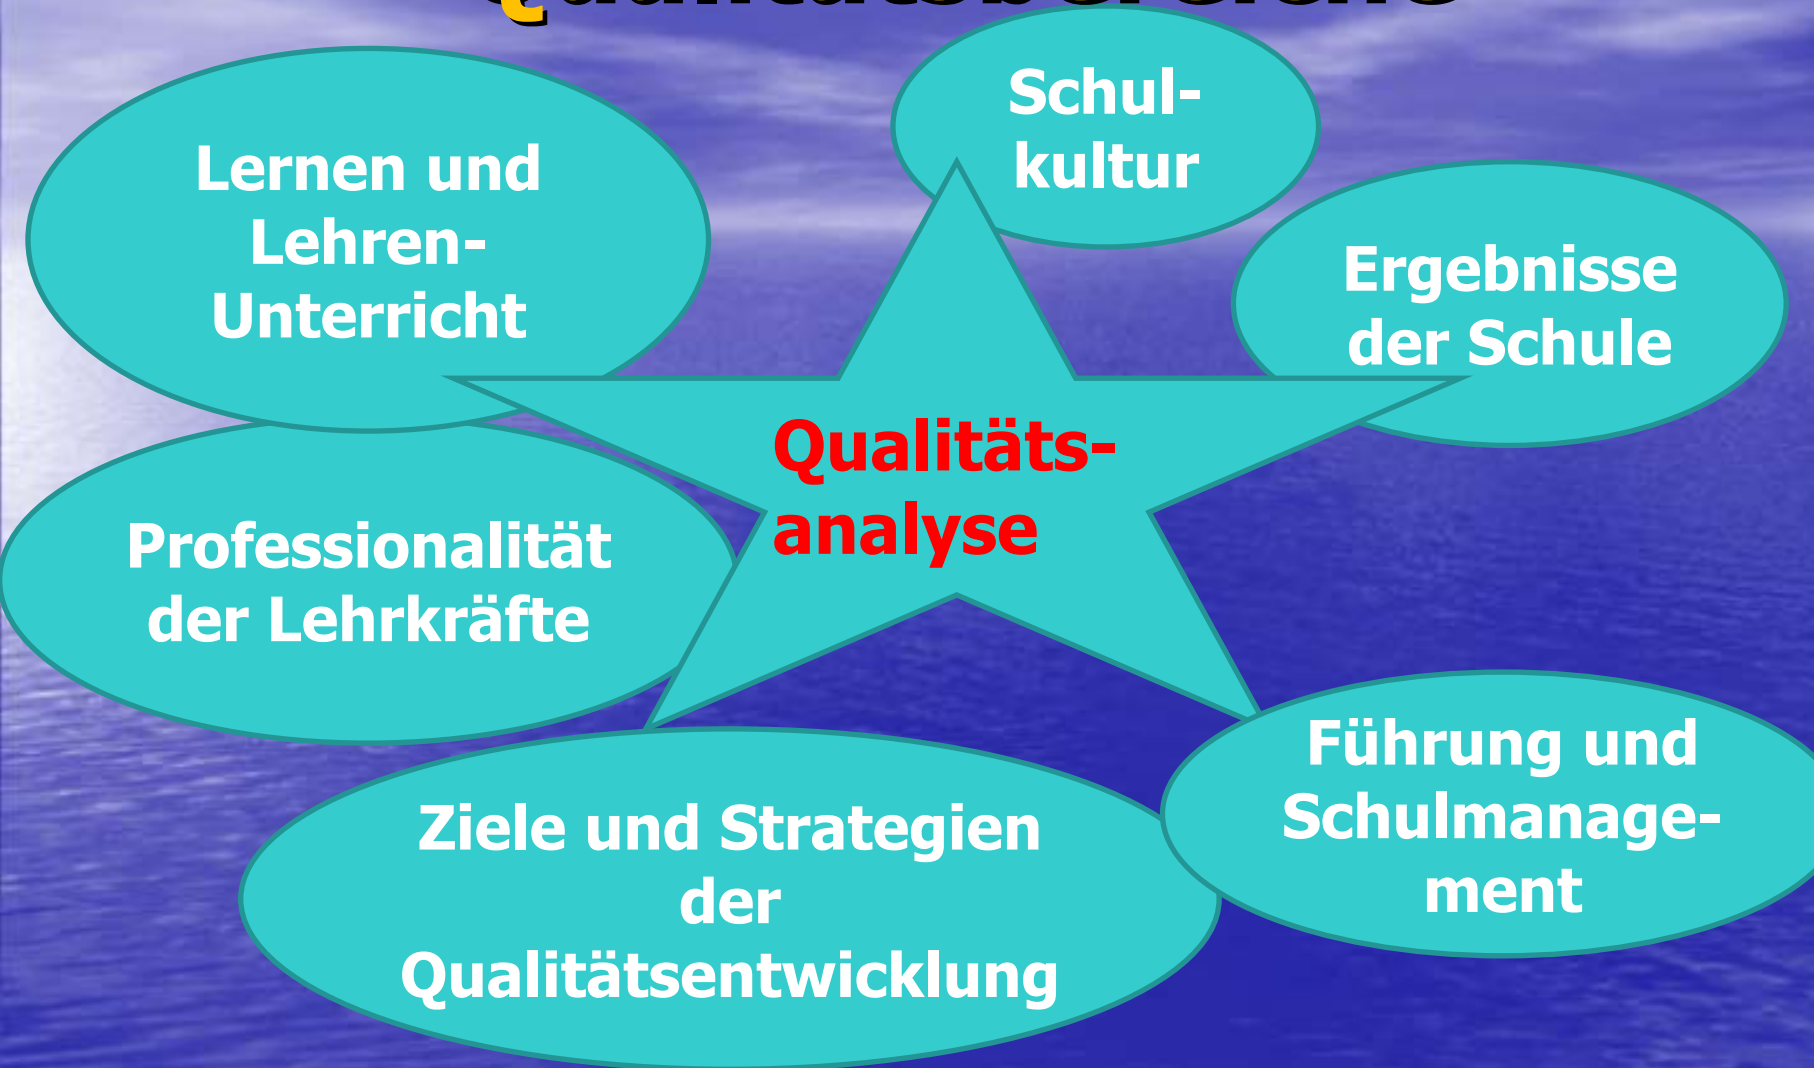 Qualitätsbereiche
Schul-
kultur
Lernen und
Lehren-
Unterricht
Ergebnisse
der Schule
Qualitäts-
analyse
Professionalität
der Lehrkräfte
Führung und
Schulmanage-
ment
Ziele und Strategien
der
Qualitätsentwicklung